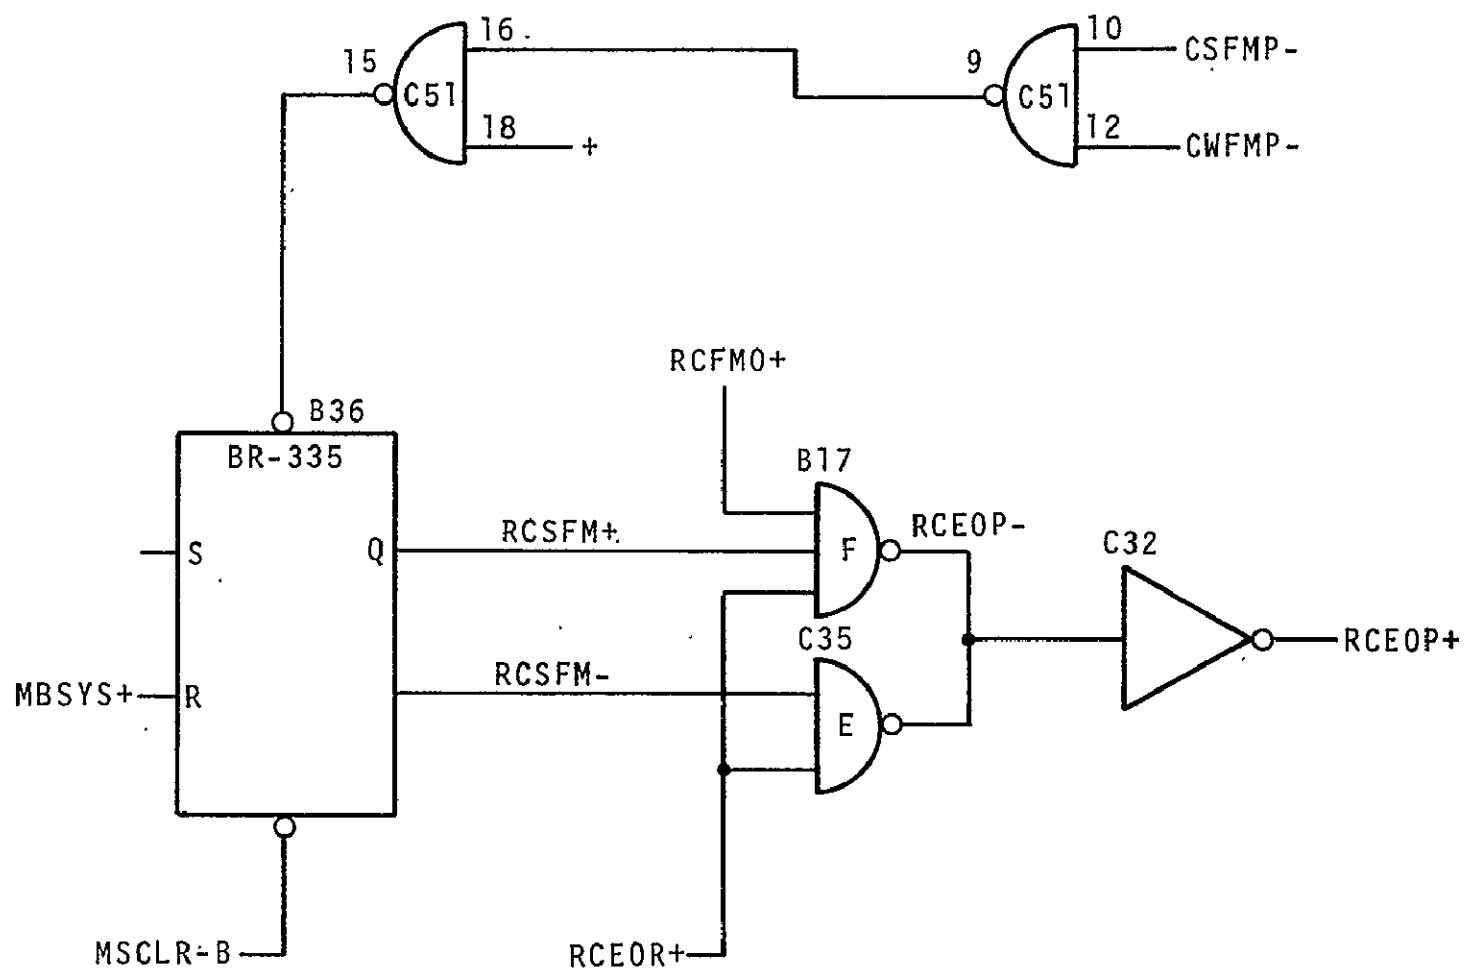 16
10
CSFMP-
15
9
C51
C51
18
+
12
CWFMP-
RCFMO+
B36
BR-335
B17
RCSFM+
RCEOP-
C32
S
Q
F
C35
RCEOP+
RCSFM-
MBSYS+
R
E
MSCLR-B
RCEOR+